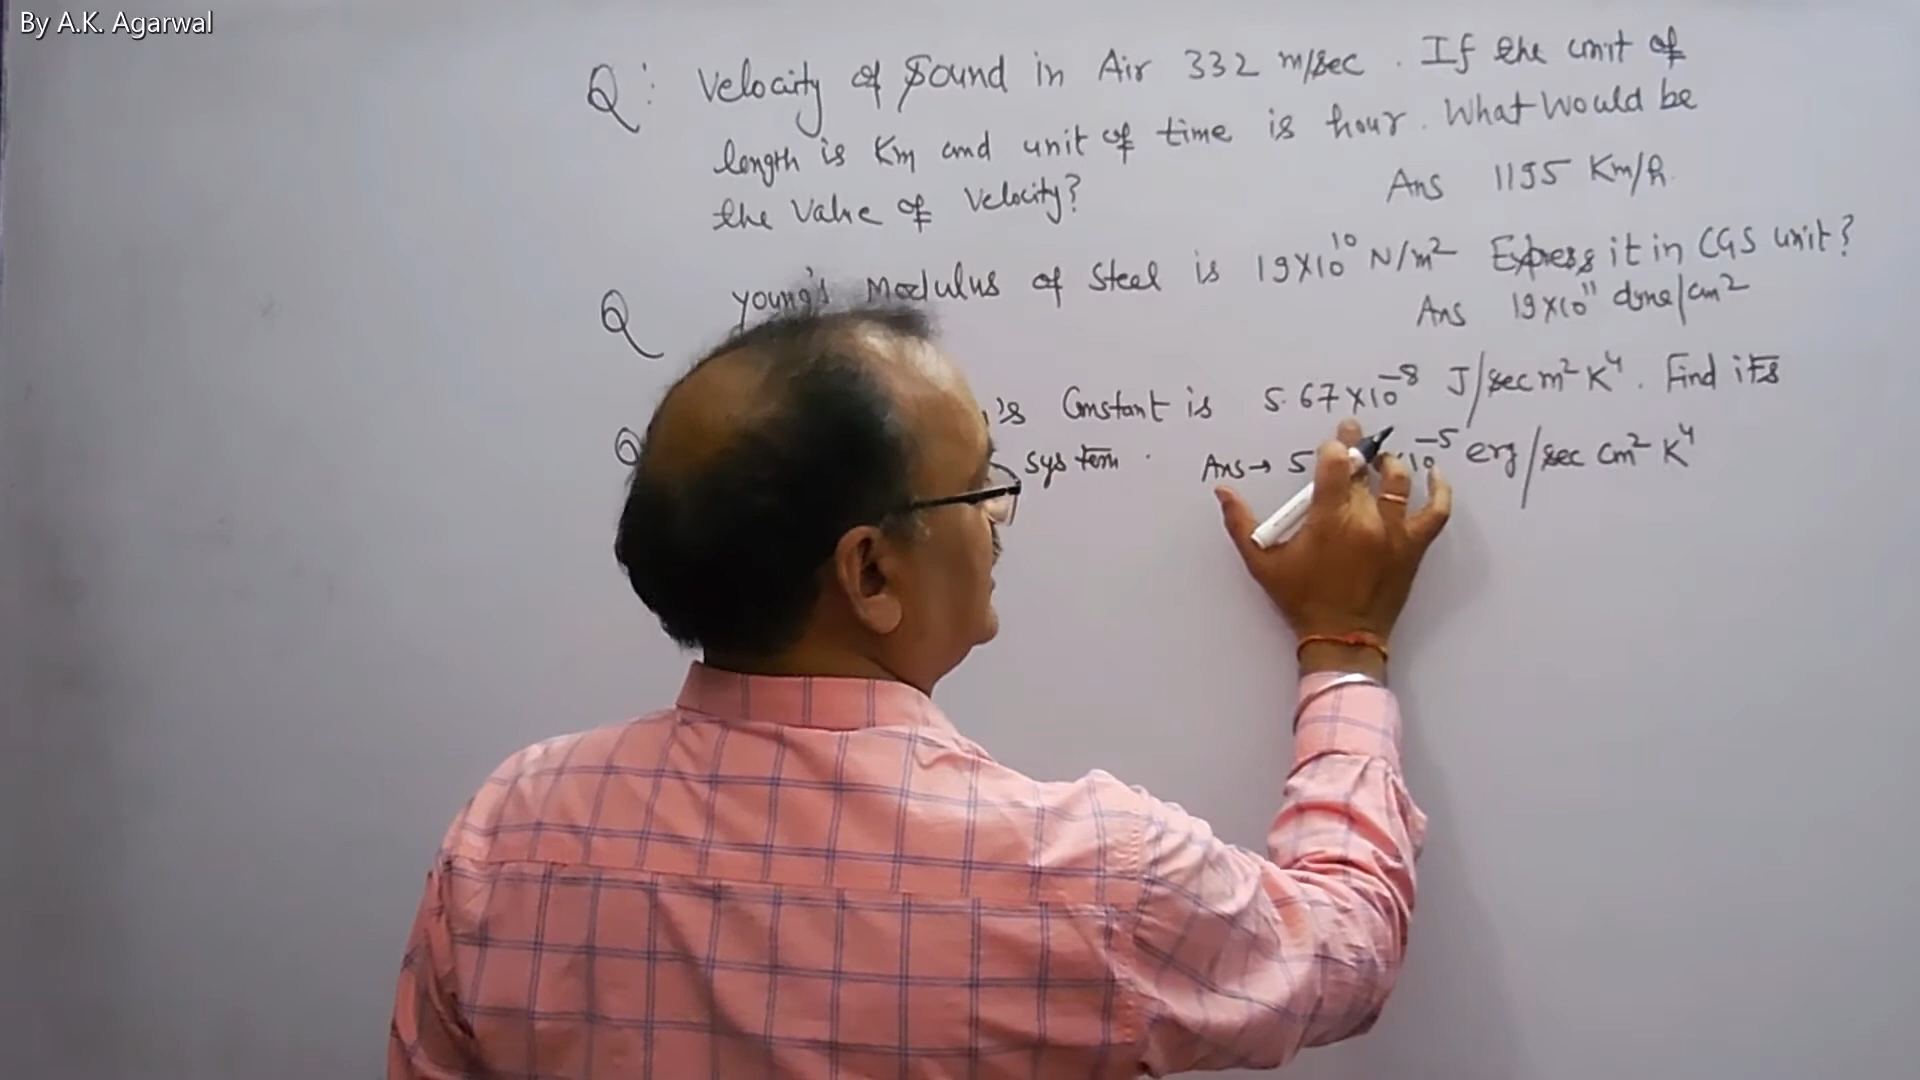 By A.K. Agarwal
Q: Velocity of Sound in Air 332 m/sec. If the unit of
length is Km and unit of time is hour. What would be
the Value of Velocity?
Ans 1195 Km/h.
Q Young's Modulus of Steel is 19×10¹⁰ N/m² Express it in CGS unit?
Ans 19×10¹¹ dyne/cm²
Q 's Constant is 5.67×10⁻⁸ J/sec m² K⁴. Find its
system. Ans→ 5 ×10⁻⁵ erg/sec cm² K⁴